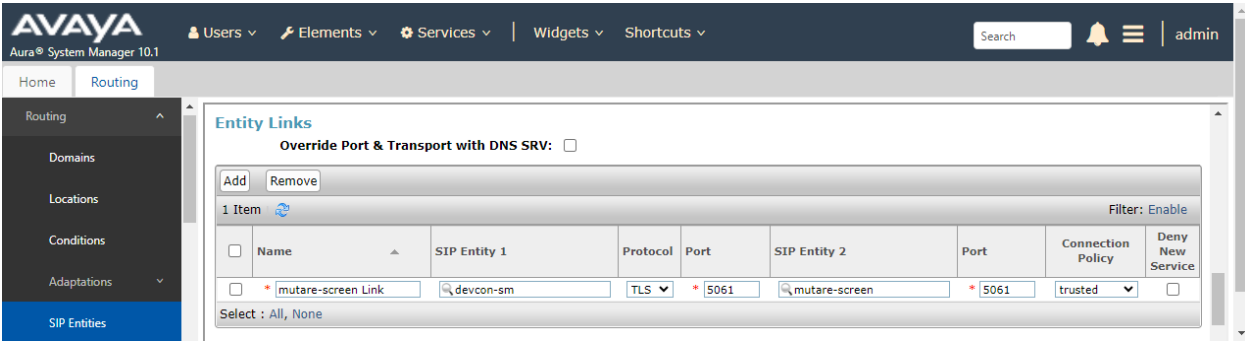 AVAYA
Aura® System Manager 10.1
Users Elements Services | Widgets Shortcuts
Search
admin
Home Routing
Routing
Domains
Locations
Conditions
Adaptations
SIP Entities
Entity Links
Override Port & Transport with DNS SRV:
Add Remove
1 Item Filter: Enable
Name SIP Entity 1 Protocol Port SIP Entity 2 Port Connection Policy Deny New Service
* mutare-screen Link devcon-sm TLS * 5061 mutare-screen * 5061 trusted
Select : All, None